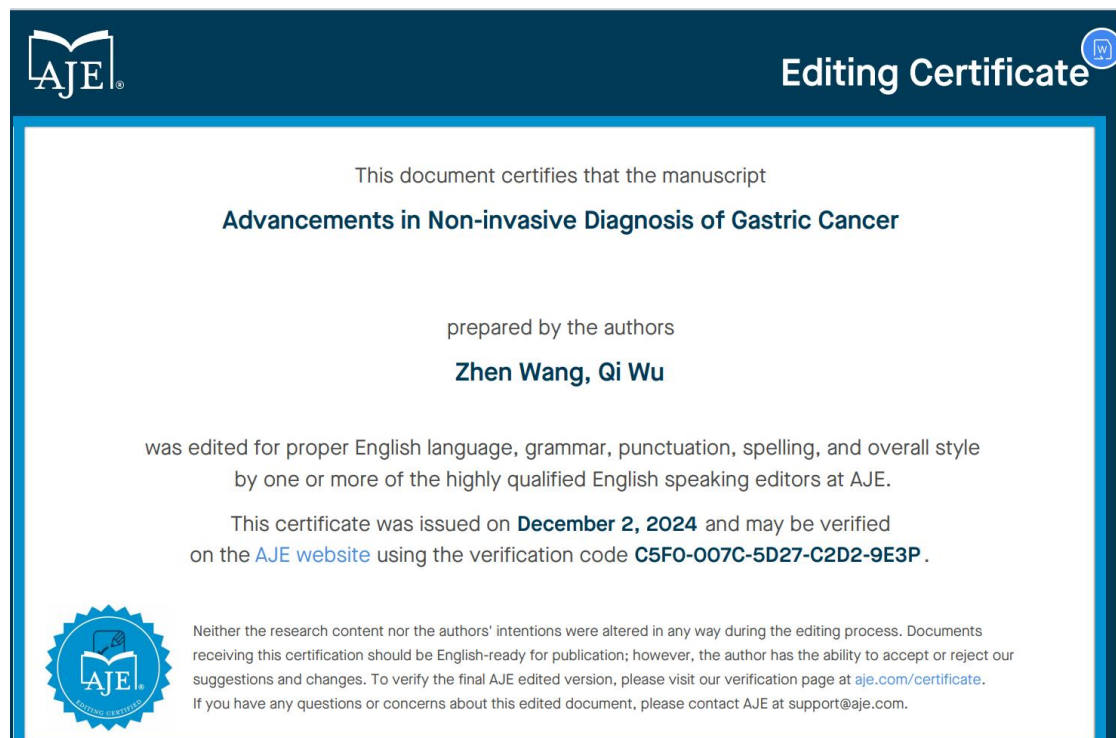 AJE®
Editing Certificate
W
This document certifies that the manuscript
Advancements in Non-invasive Diagnosis of Gastric Cancer
prepared by the authors
Zhen Wang, Qi Wu
was edited for proper English language, grammar, punctuation, spelling, and overall style
by one or more of the highly qualified English speaking editors at AJE.
This certificate was issued on December 2, 2024 and may be verified
on the AJE website using the verification code C5F0-007C-5D27-C2D2-9E3P.
Neither the research content nor the authors' intentions were altered in any way during the editing process. Documents
receiving this certification should be English-ready for publication; however, the author has the ability to accept or reject our
suggestions and changes. To verify the final AJE edited version, please visit our verification page at aje.com/certificate.
If you have any questions or concerns about this edited document, please contact AJE at support@aje.com.
AJE®
EDITING CERTIFIED